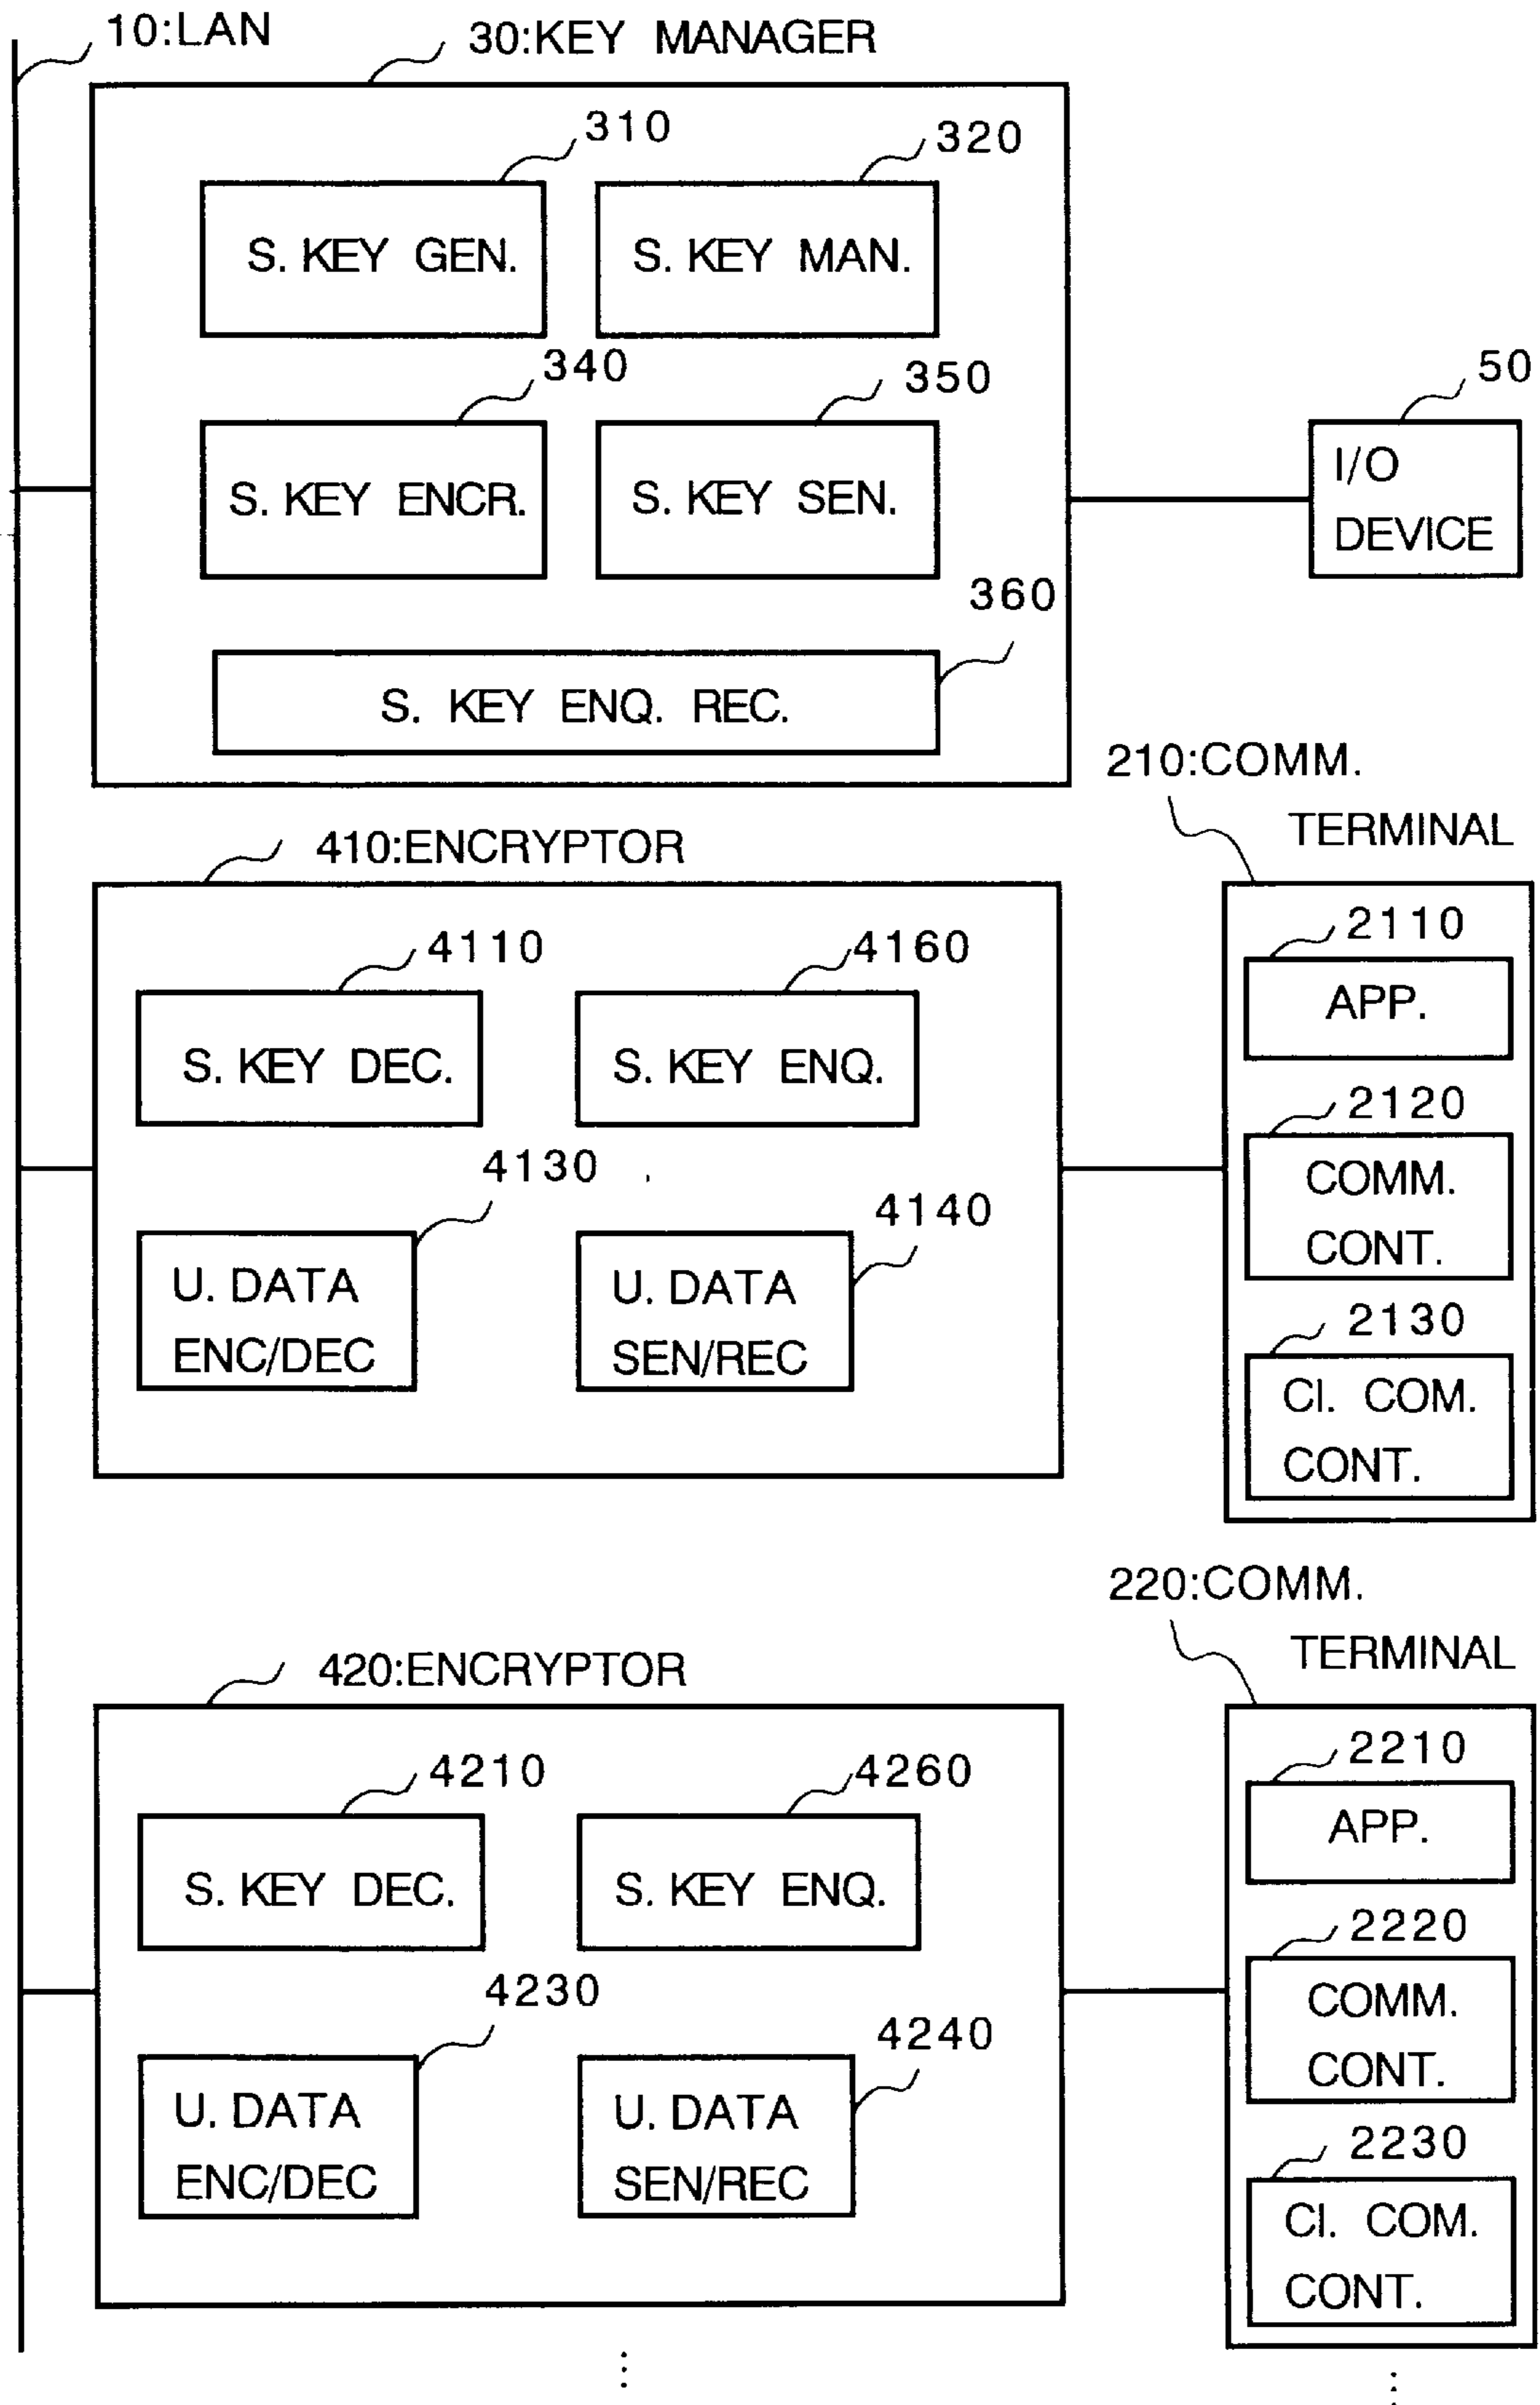 10:LAN
30:KEY MANAGER
310
320
S. KEY GEN.
S. KEY MAN.
340
350
S. KEY ENCR.
S. KEY SEN.
50
I/O
DEVICE
360
S. KEY ENQ. REC.
210:COMM.
TERMINAL
410:ENCRYPTOR
4110
4160
S. KEY DEC.
S. KEY ENQ.
4130
4140
U. DATA
ENC/DEC
U. DATA
SEN/REC
2110
APP.
2120
COMM.
CONT.
2130
CI. COM.
CONT.
220:COMM.
TERMINAL
420:ENCRYPTOR
4210
4260
S. KEY DEC.
S. KEY ENQ.
4230
4240
U. DATA
ENC/DEC
U. DATA
SEN/REC
2210
APP.
2220
COMM.
CONT.
2230
CI. COM.
CONT.